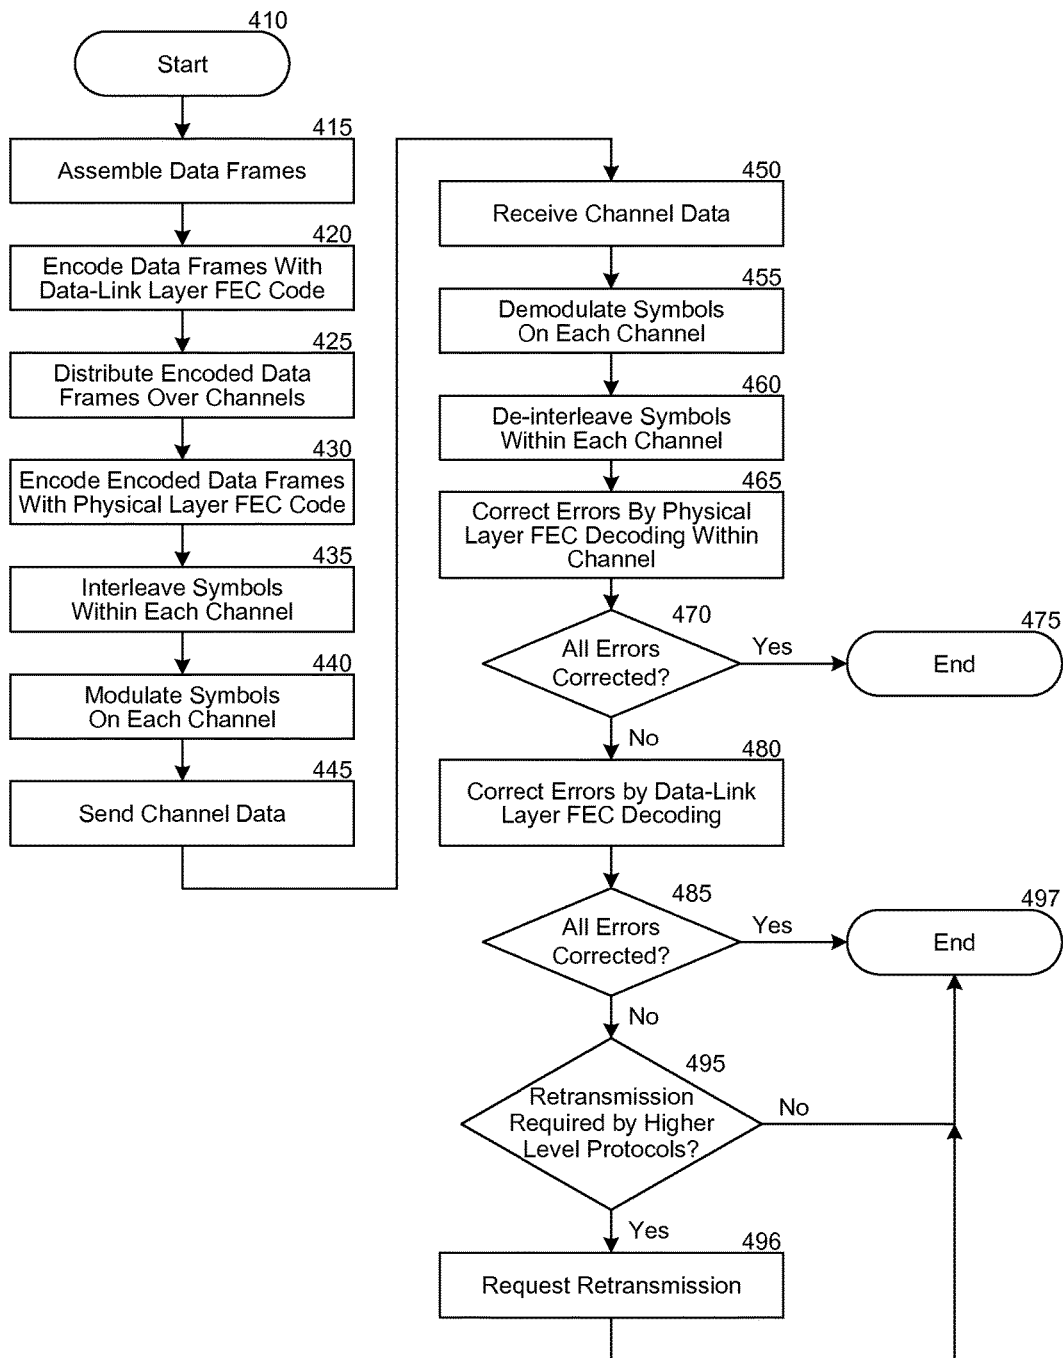 410
Start
415
Assemble Data Frames
420
Encode Data Frames With
Data-Link Layer FEC Code
425
Distribute Encoded Data
Frames Over Channels
430
Encode Encoded Data Frames
With Physical Layer FEC Code
435
Interleave Symbols
Within Each Channel
440
Modulate Symbols
On Each Channel
445
Send Channel Data
450
Receive Channel Data
455
Demodulate Symbols
On Each Channel
460
De-interleave Symbols
Within Each Channel
465
Correct Errors By Physical
Layer FEC Decoding Within
Channel
470
All Errors
Corrected?
Yes
475
End
No
480
Correct Errors by Data-Link
Layer FEC Decoding
485
All Errors
Corrected?
Yes
497
End
No
495
Retransmission
Required by Higher
Level Protocols?
No
Yes
496
Request Retransmission